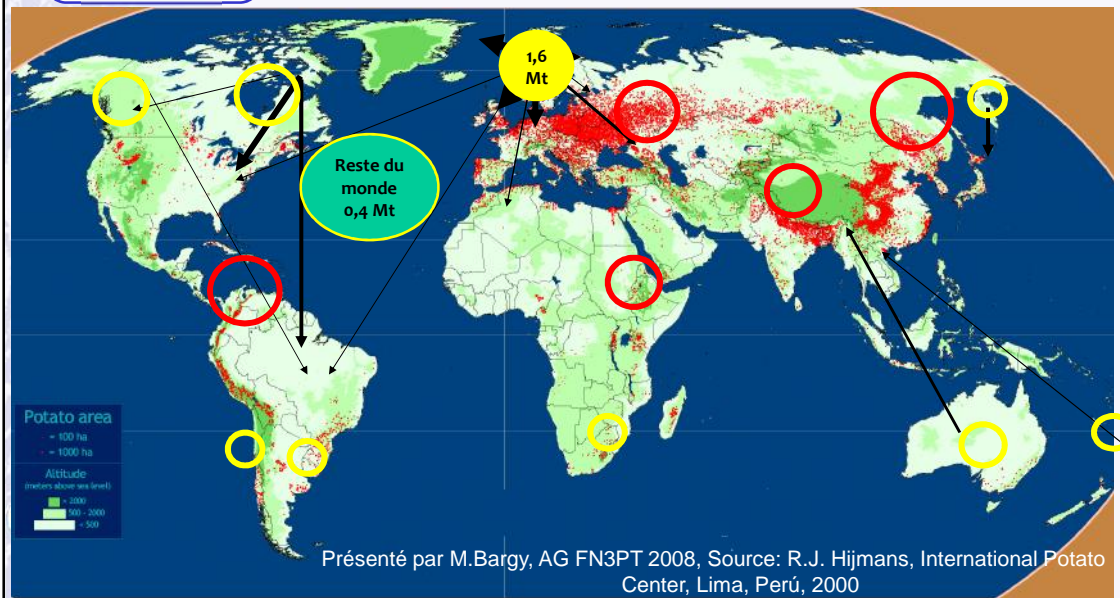 1,6
Mt
Reste du
monde
0,4 Mt
Potato area
= 100 ha
= 1000 ha
Altitude
(meters above sea level)
> 2000
500 - 2000
< 500
Présenté par M.Bargy, AG FN3PT 2008, Source: R.J. Hijmans, International Potato
Center, Lima, Perú, 2000